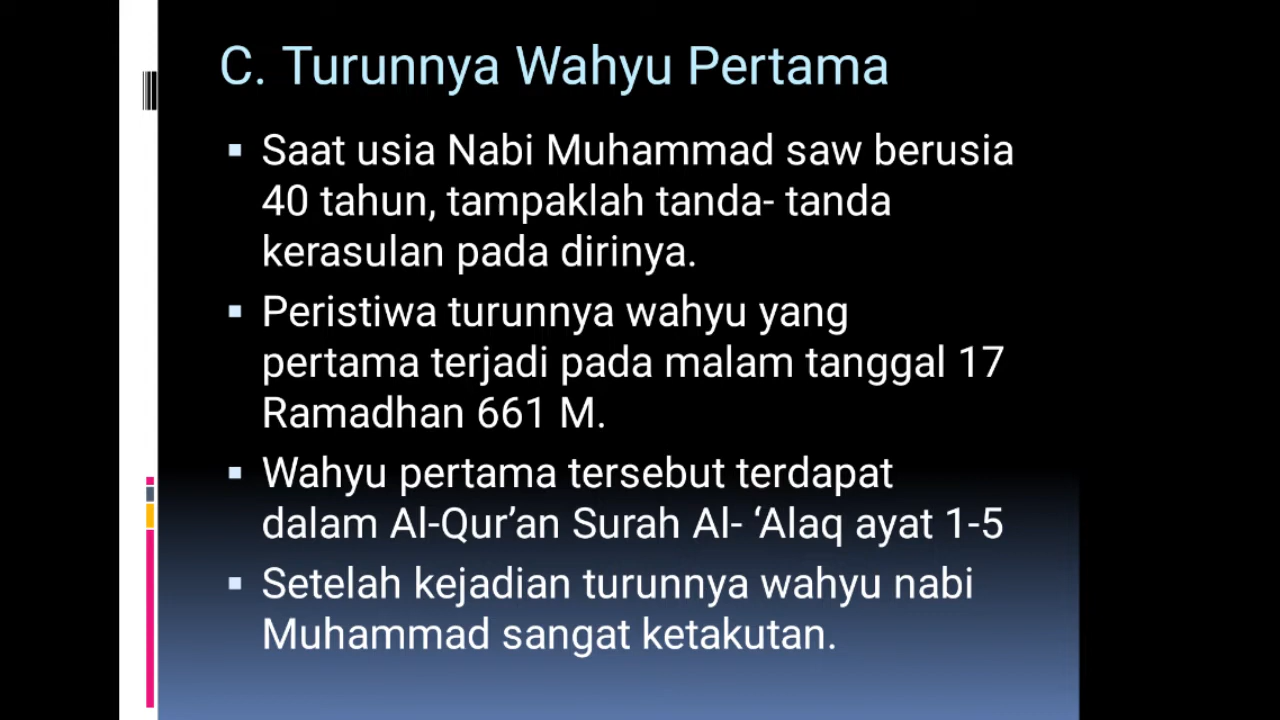 C. Turunnya Wahyu Pertama
Saat usia Nabi Muhammad saw berusia
40 tahun, tampaklah tanda- tanda
kerasulan pada dirinya.
Peristiwa turunnya wahyu yang
pertama terjadi pada malam tanggal 17
Ramadhan 661 M.
Wahyu pertama tersebut terdapat
dalam Al-Qur’an Surah Al- ‘Alaq ayat 1-5
Setelah kejadian turunnya wahyu nabi
Muhammad sangat ketakutan.